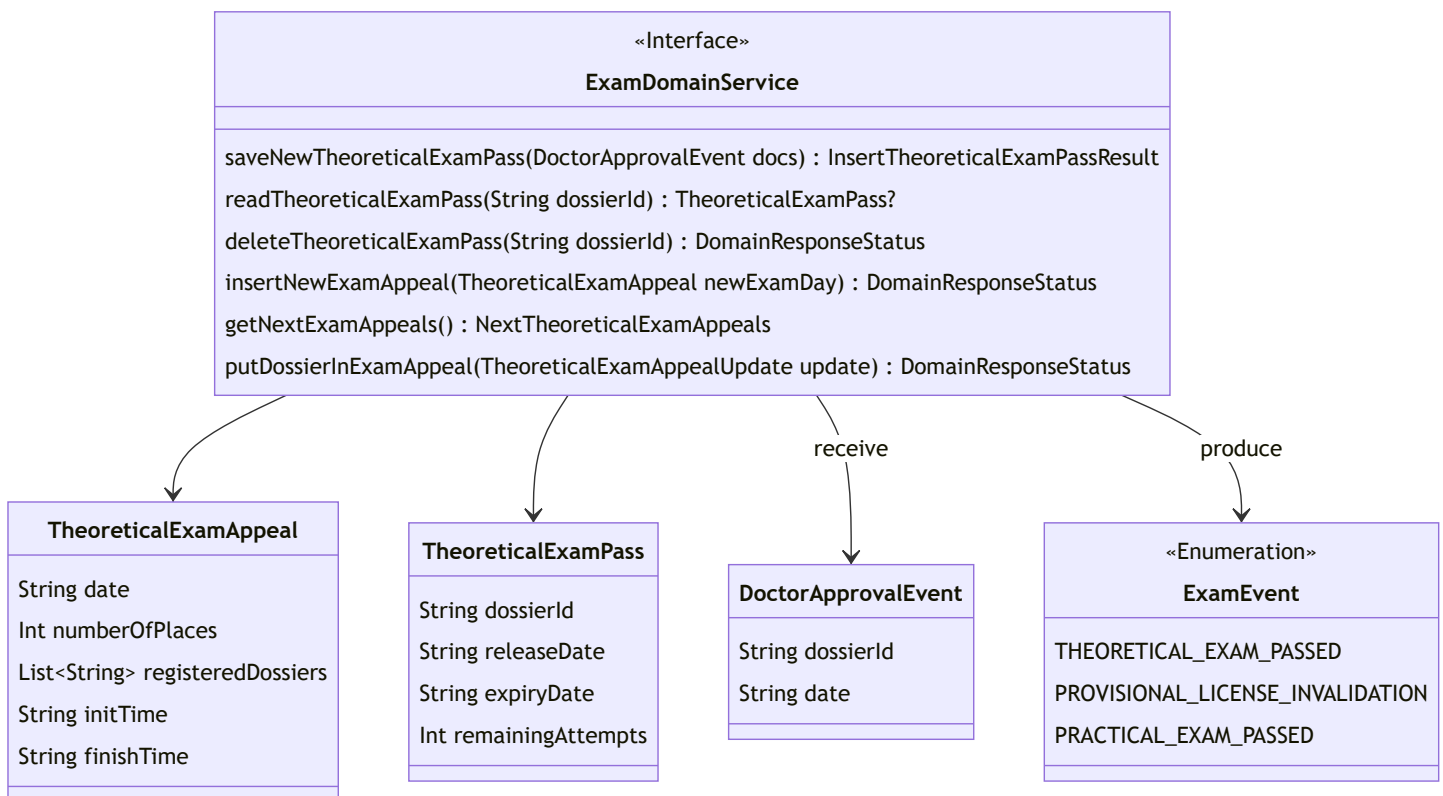 «Interface»
ExamDomainService
saveNewTheoreticalExamPass(DoctorApprovalEvent docs) : InsertTheoreticalExamPassResult
readTheoreticalExamPass(String dossierId) : TheoreticalExamPass?
deleteTheoreticalExamPass(String dossierId) : DomainResponseStatus
insertNewExamAppeal(TheoreticalExamAppeal newExamDay) : DomainResponseStatus
getNextExamAppeals() : NextTheoreticalExamAppeals
putDossierInExamAppeal(TheoreticalExamAppealUpdate update) : DomainResponseStatus
receive
produce
TheoreticalExamAppeal
String date
Int numberOfPlaces
List<String> registeredDossiers
String initTime
String finishTime
TheoreticalExamPass
String dossierId
String releaseDate
String expiryDate
Int remainingAttempts
DoctorApprovalEvent
String dossierId
String date
«Enumeration»
ExamEvent
THEORETICAL_EXAM_PASSED
PROVISIONAL_LICENSE_INVALIDATION
PRACTICAL_EXAM_PASSED